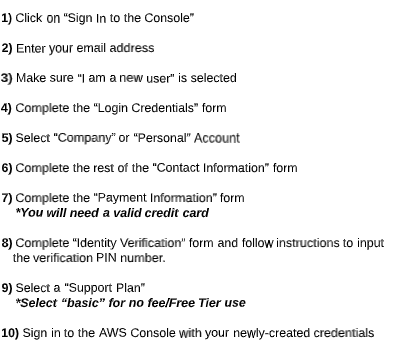 1) Click on “Sign In to the Console”
2) Enter your email address
3) Make sure “I am a new user” is selected
4) Complete the “Login Credentials” form
5) Select “Company” or “Personal” Account
6) Complete the rest of the “Contact Information” form
7) Complete the “Payment Information” form
*You will need a valid credit card
8) Complete “Identity Verification” form and follow instructions to input
the verification PIN number.
9) Select a “Support Plan”
*Select “basic” for no fee/Free Tier use
10) Sign in to the AWS Console with your newly-created credentials